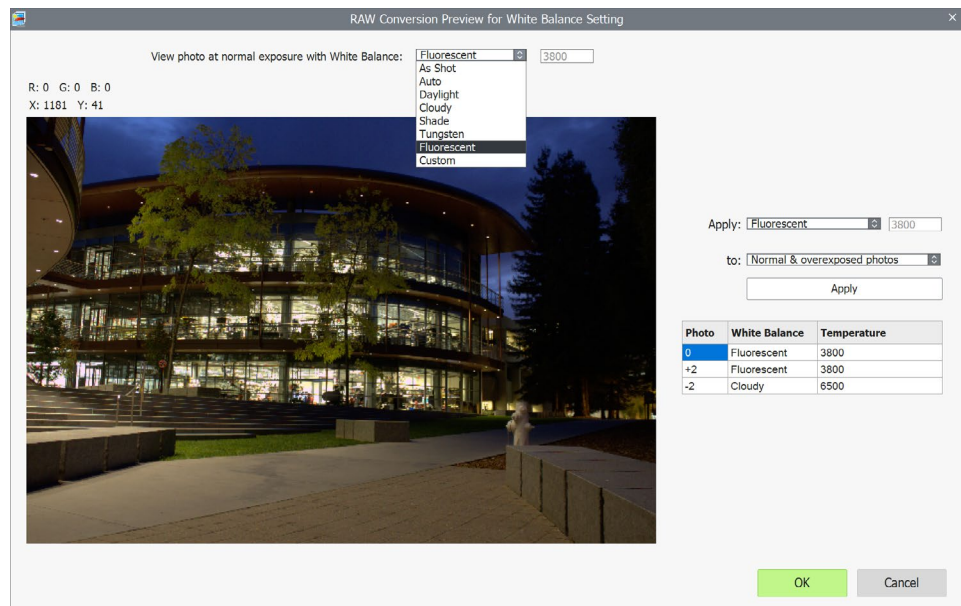 RAW Conversion Preview for White Balance Setting
View photo at normal exposure with White Balance: Fluorescent 3800
As Shot
Auto
Daylight
Cloudy
Shade
Tungsten
Fluorescent
Custom
R: 0 G: 0 B: 0
X: 1181 Y: 41
Apply: Fluorescent 3800
to: Normal & overexposed photos
Apply
Photo White Balance Temperature
0 Fluorescent 3800
+2 Fluorescent 3800
-2 Cloudy 6500
OK Cancel